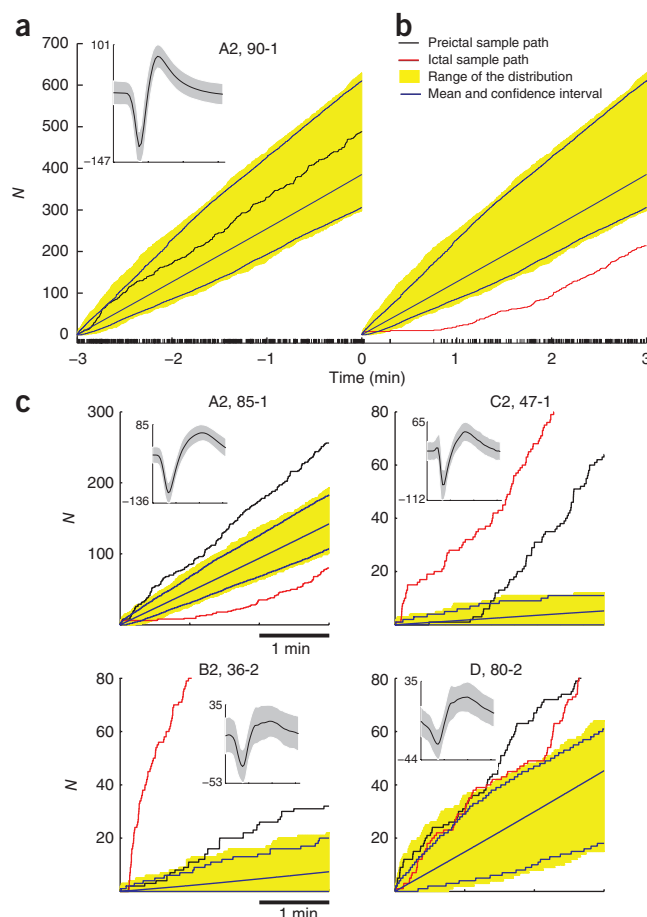 a
b
A2, 90-1
101
−147
Preictal sample path
Ictal sample path
Range of the distribution
Mean and confidence interval
N
700
600
500
400
300
200
100
0
−3
−2
−1
0
1
2
3
Time (min)
c
A2, 85-1
85
−136
N
300
200
100
1 min
C2, 47-1
65
−112
80
60
40
20
B2, 36-2
35
−53
N
80
60
40
20
1 min
D, 80-2
35
−44
80
60
40
20